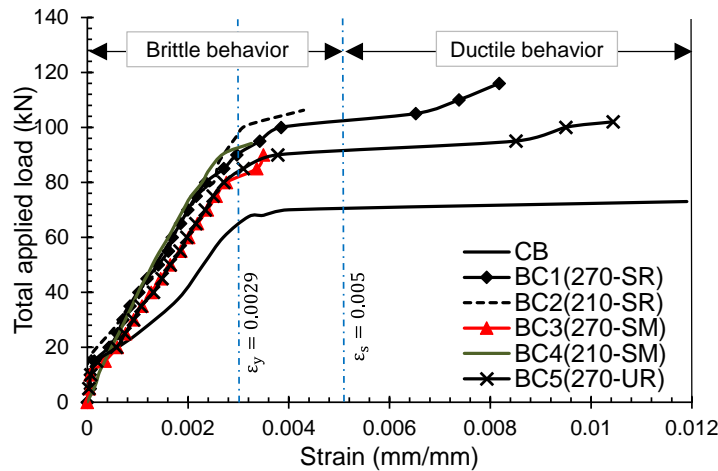 Total applied load (kN)
140
120
100
80
60
40
20
0
Brittle behavior
Ductile behavior
εy = 0.0029
εs = 0.005
CB
BC1(270-SR)
BC2(210-SR)
BC3(270-SM)
BC4(210-SM)
BC5(270-UR)
0 0.002 0.004 0.006 0.008 0.01 0.012
Strain (mm/mm)